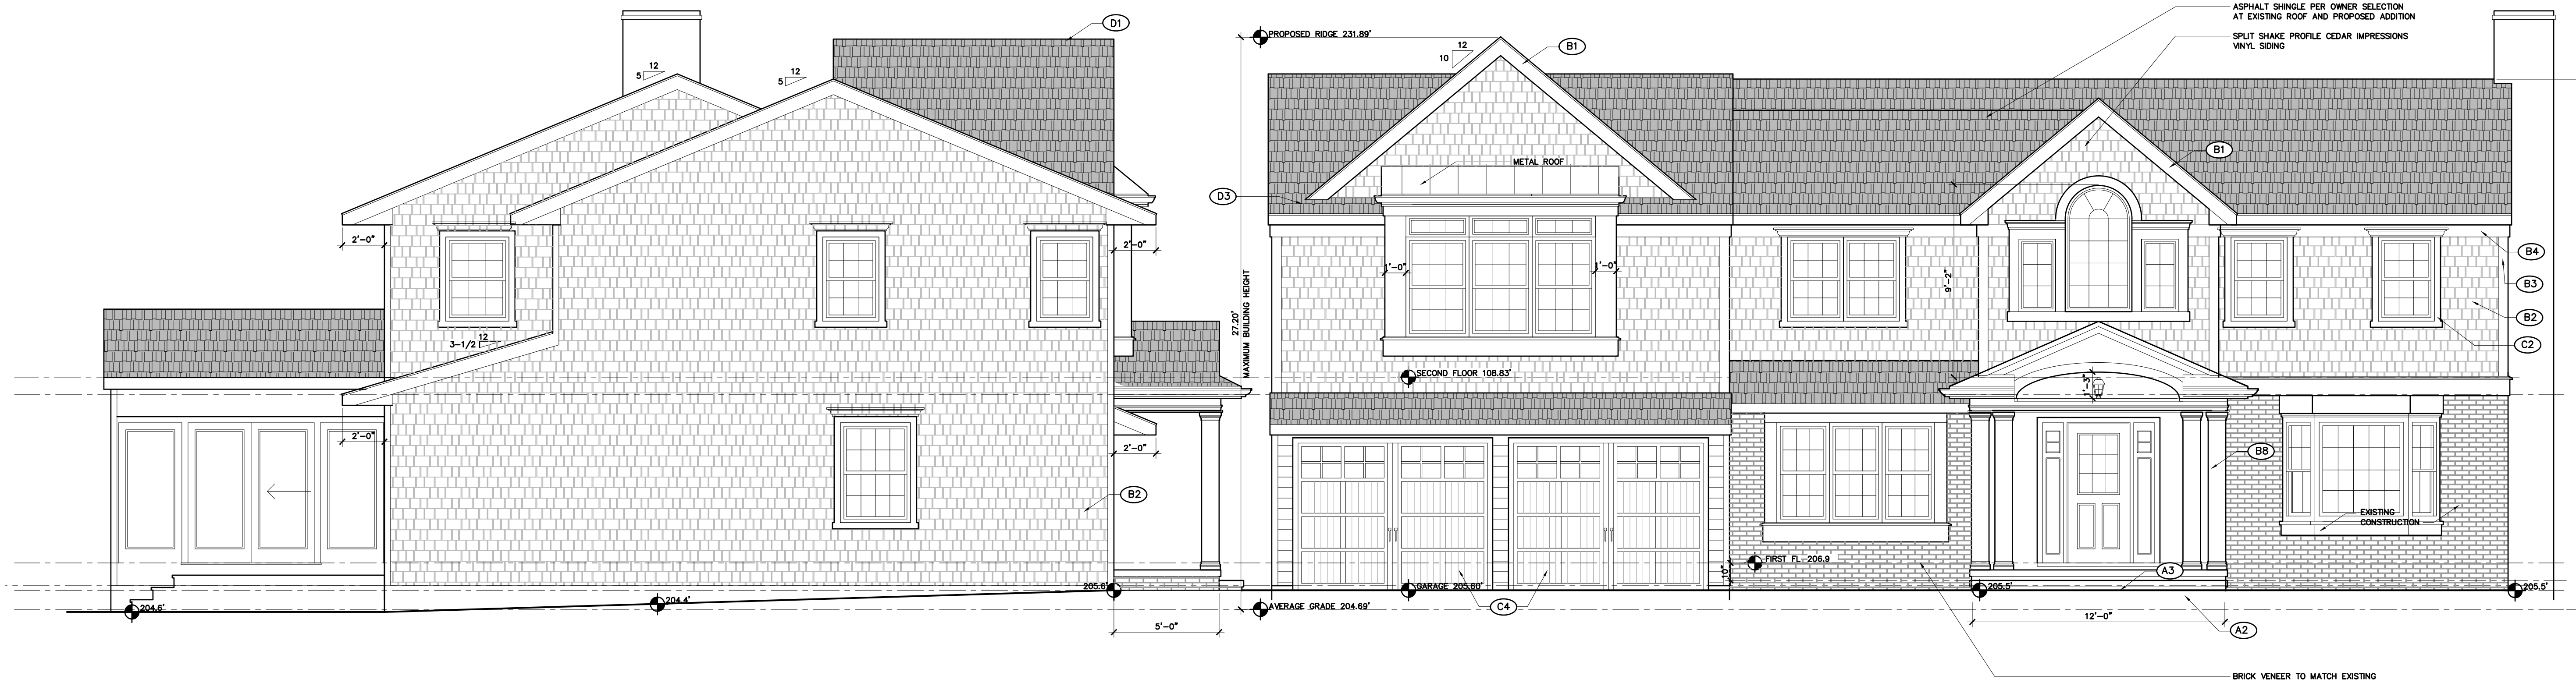 D1
12
5
12
5
2'-0"
2'-0"
12
3-1/2
2'-0"
2'-0"
B2
204.6'
204.4'
205.6'
5'-0"
PROPOSED RIDGE 231.89'
12
10
B1
METAL ROOF
D3
1'-0"
1'-0"
27.20'
MAXIMUM BUILDING HEIGHT
SECOND FLOOR 108.83'
GARAGE 205.60'
AVERAGE GRADE 204.69'
C4
10"
FIRST FL 206.9
ASPHALT SHINGLE PER OWNER SELECTION
AT EXISTING ROOF AND PROPOSED ADDITION
SPLIT SHAKE PROFILE CEDAR IMPRESSIONS
VINYL SIDING
B1
9'-2"
B4
B3
B2
C2
B8
EXISTING
CONSTRUCTION
A3
205.5'
205.5'
12'-0"
A2
BRICK VENEER TO MATCH EXISTING